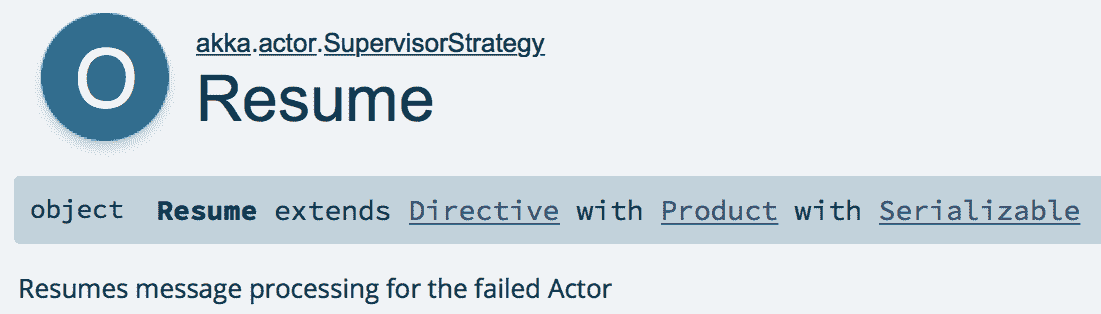 O
akka.actor.SupervisorStrategy
Resume
object Resume extends Directive with Product with Serializable
Resumes message processing for the failed Actor